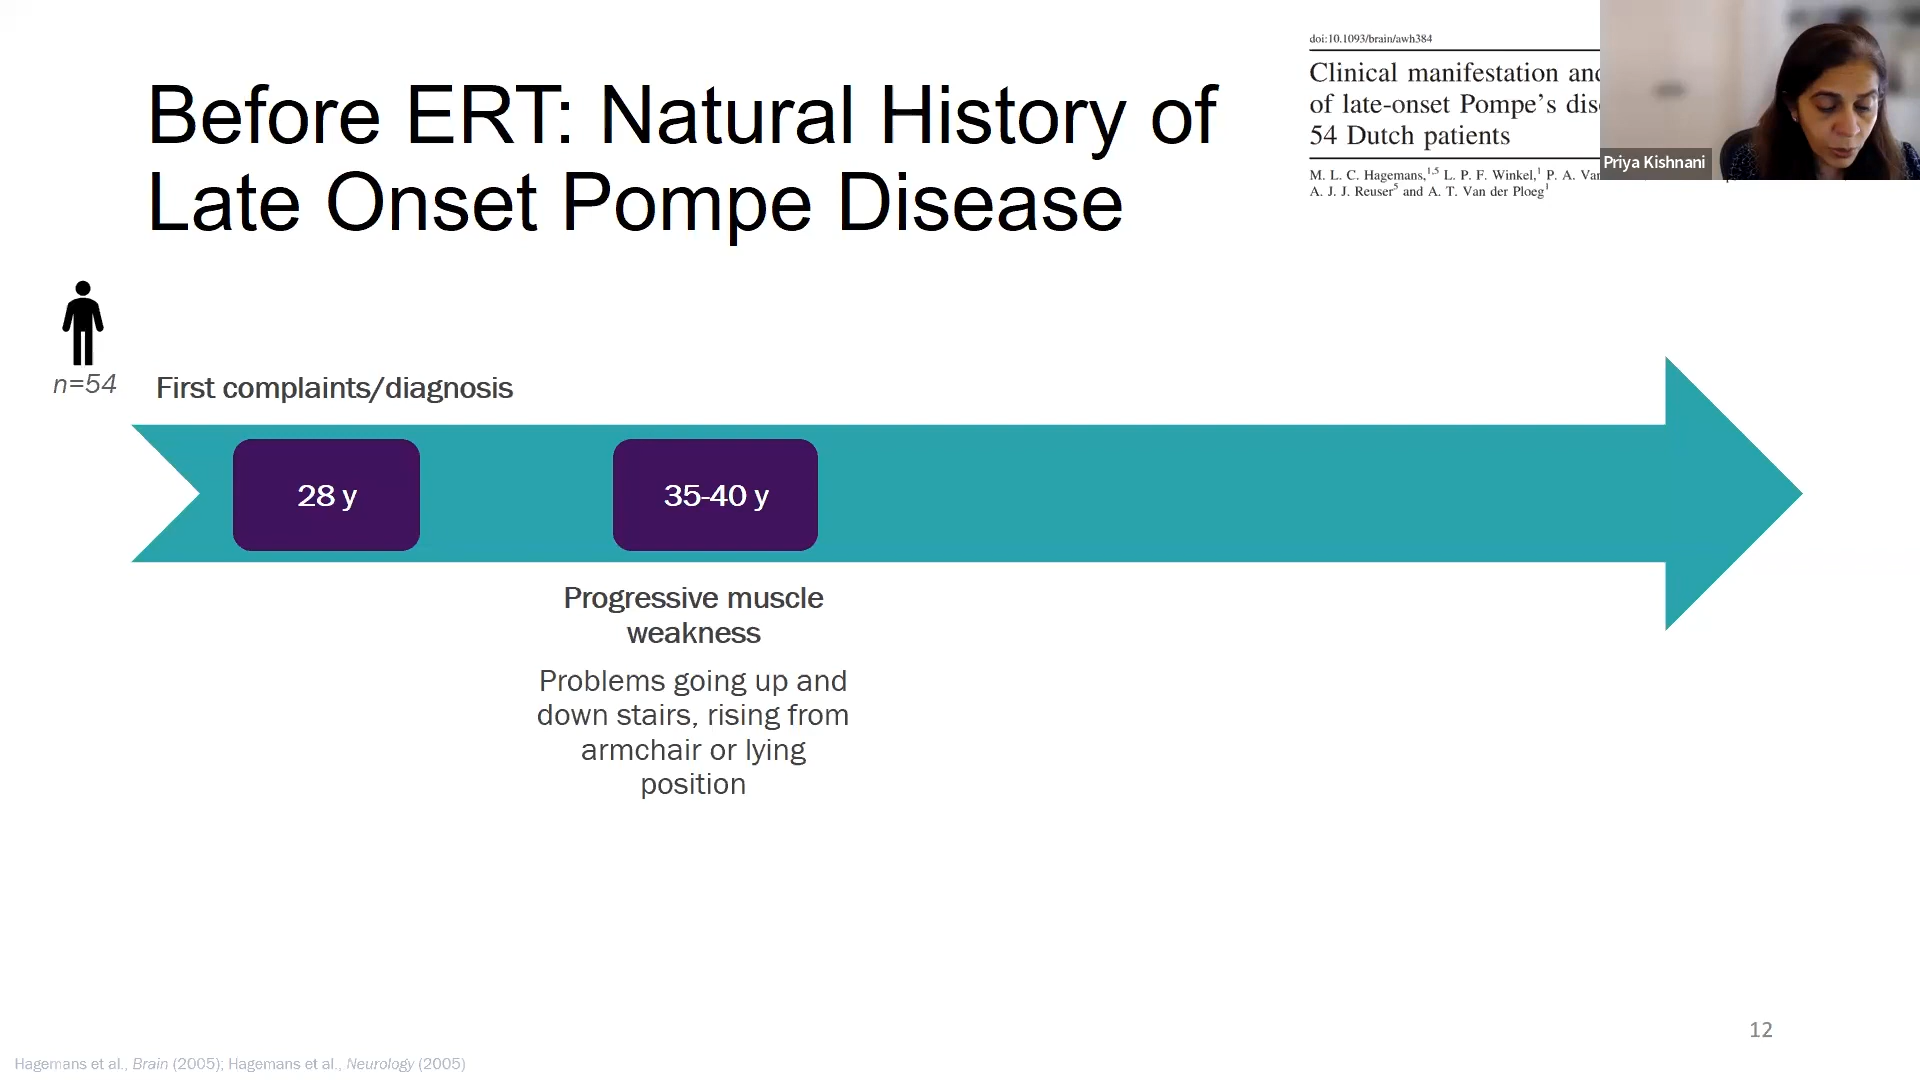 doi:10.1093/brain/awh384
Clinical manifestation and
of late-onset Pompe's
54 Dutch patients
M. L. C. Hagemans,1,5 L. P. F. Winkel,1 P. A.
A. J. J. Reuser5 and A. T. Van der Ploeg1
Priya Kishnani
Before ERT: Natural History of
Late Onset Pompe Disease
n=54
First complaints/diagnosis
28 y
35-40 y
Progressive muscle
weakness
Problems going up and
down stairs, rising from
armchair or lying
position
12
Hagemans et al., Brain (2005); Hagemans et al., Neurology (2005)